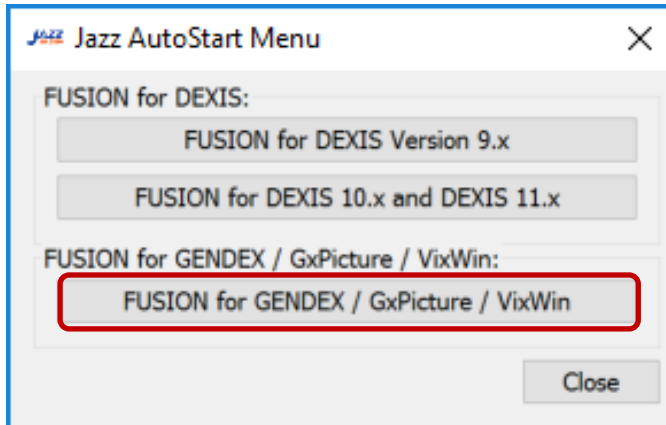 Jazz Jazz AutoStart Menu
FUSION for DEXIS:
FUSION for DEXIS Version 9.x
FUSION for DEXIS 10.x and DEXIS 11.x
FUSION for GENDEX / GxPicture / VixWin:
FUSION for GENDEX / GxPicture / VixWin
Close